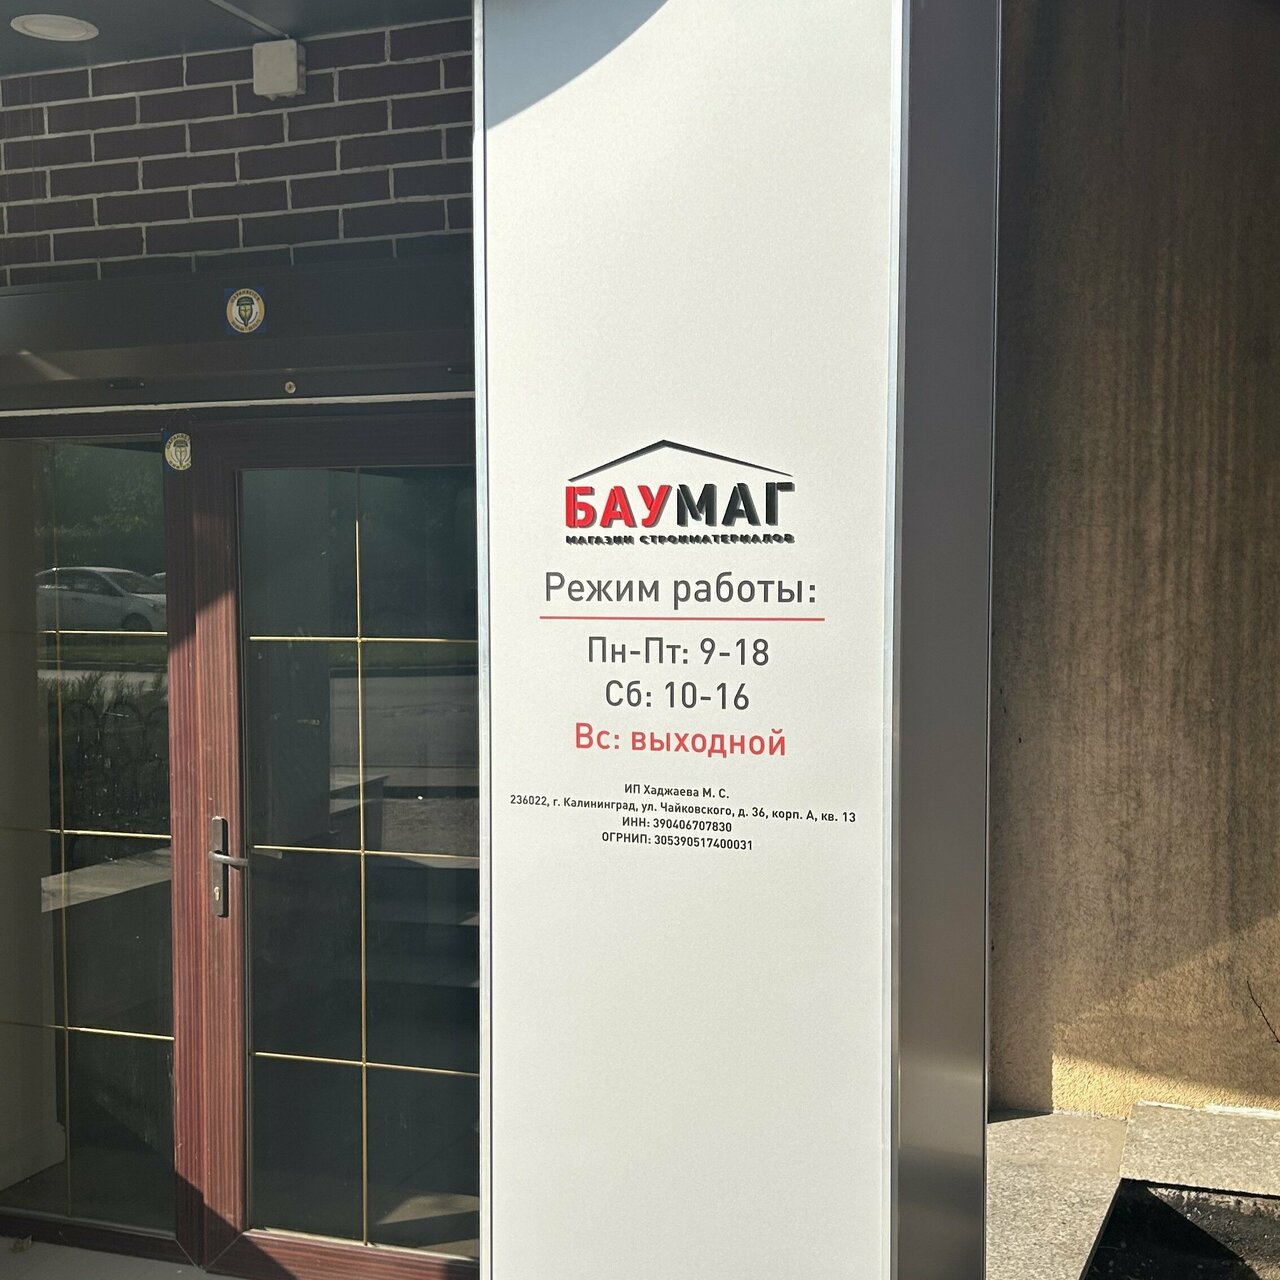 БАУМАГ
МАГАЗИН СТРОЙМАТЕРИАЛОВ
Режим работы:
Пн-Пт: 9-18
Сб: 10-16
Вс: выходной
ИП Хаджаева М. С.
236022, г. Калининград, ул. Чайковского, д. 36, корп. А, кв. 13
ИНН: 390406707830
ОГРНИП: 305390517400031